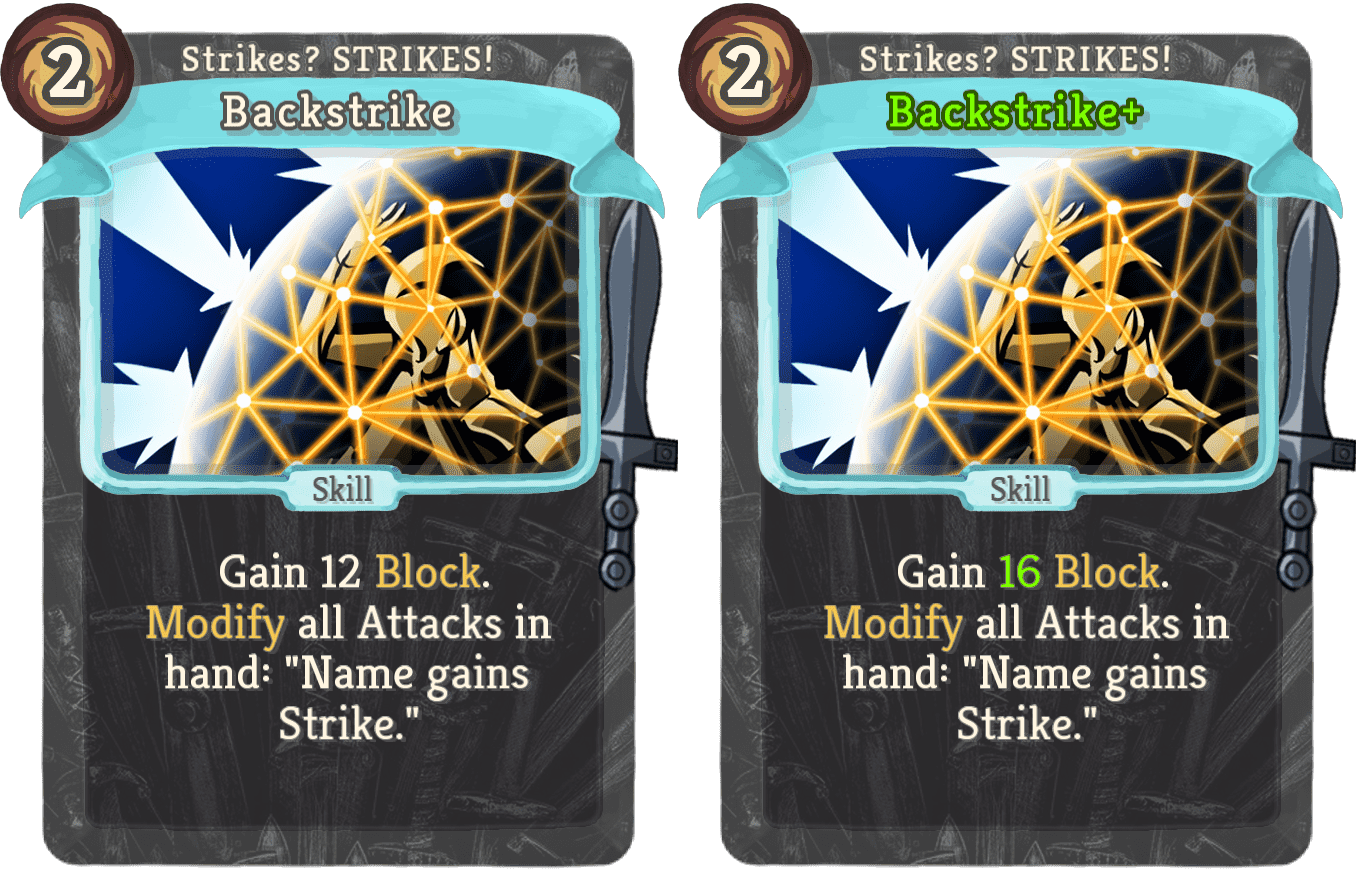 2
Strikes? STRIKES!
Backstrike
Skill
Gain 12 Block.
Modify all Attacks in
hand: "Name gains
Strike."
2
Strikes? STRIKES!
Backstrike+
Skill
Gain 16 Block.
Modify all Attacks in
hand: "Name gains
Strike."